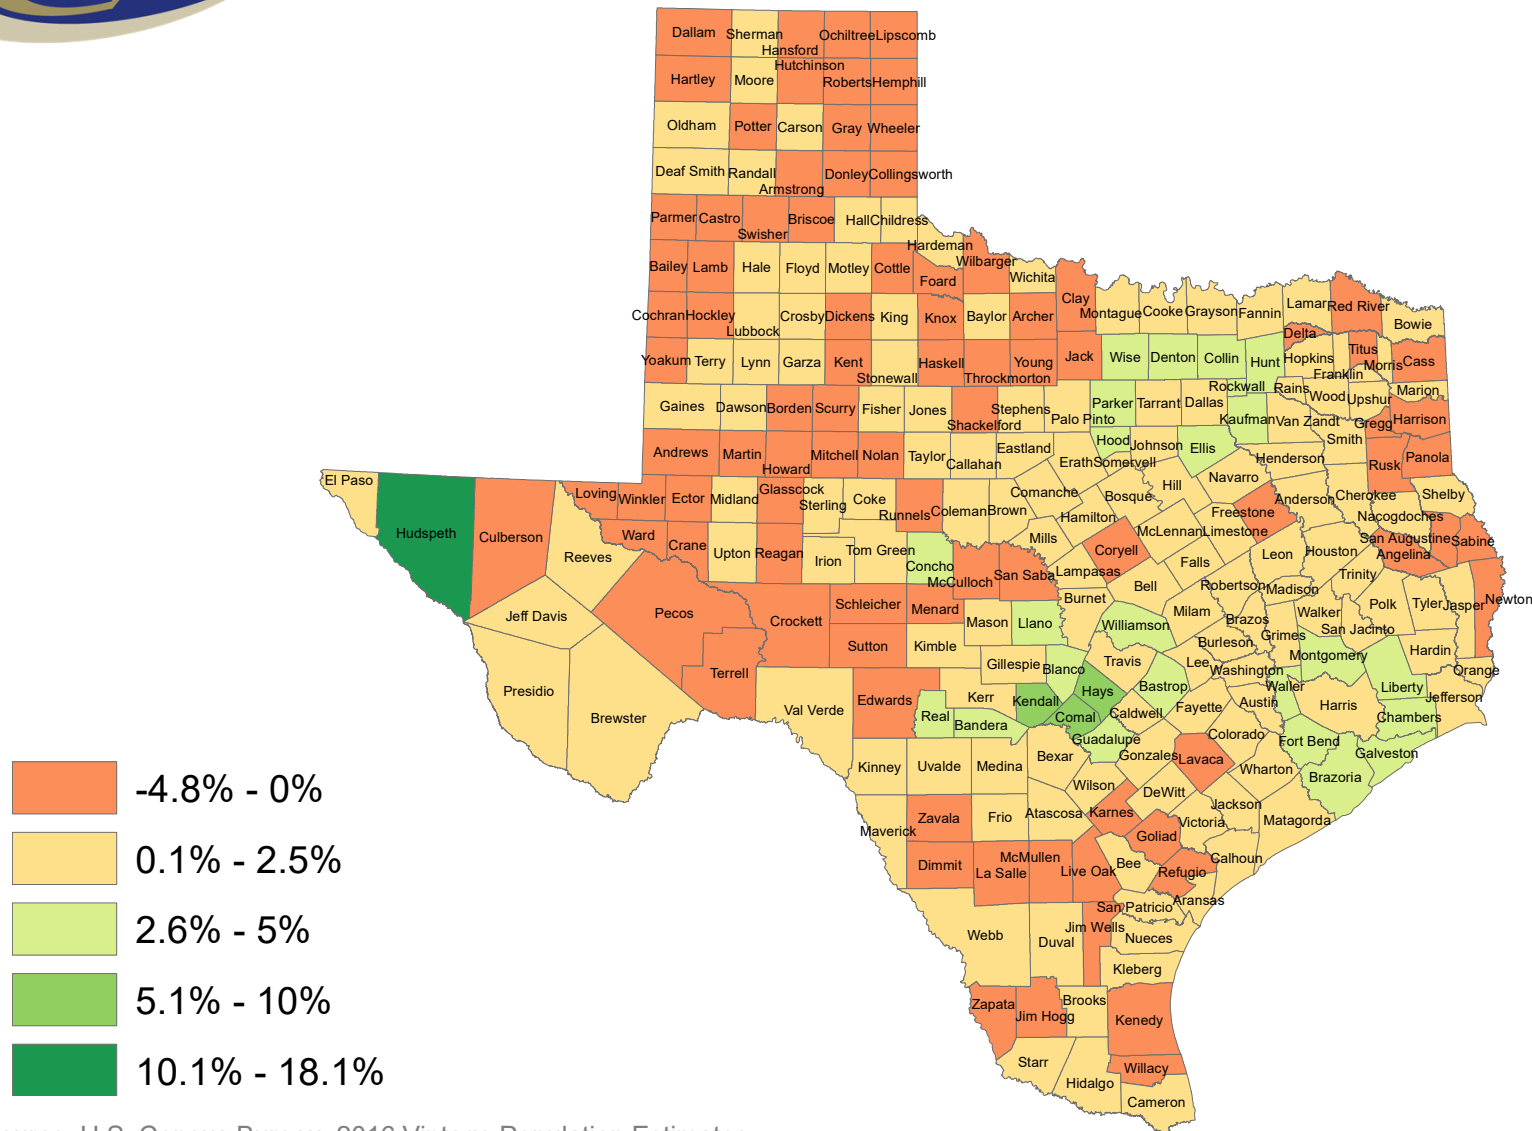 Dallam Sherman Hansford Ochiltree Lipscomb
Hartley Moore Hutchinson Roberts Hemphill
Oldham Potter Carson Gray Wheeler
Deaf Smith Randall Armstrong Donley Collingsworth
Parmer Castro Swisher Briscoe Hall Childress
Hardeman
Bailey Lamb Hale Floyd Motley Cottle Foard Wilbarger Wichita
Clay
Cochran Hockley Lubbock Crosby Dickens King Knox Baylor Archer Montague Cooke Grayson Fannin Lamar Red River Bowie
Delta
Yoakum Terry Lynn Garza Kent Stonewall Haskell Throckmorton Young Jack Wise Denton Collin Hunt Hopkins Franklin Titus Morris Cass
Rockwall Rains Wood Upshur Marion
Gaines Dawson Borden Scurry Fisher Jones Shackelford Stephens Palo Pinto Parker Tarrant Dallas Kaufman Van Zandt Smith Gregg Harrison
Andrews Martin Howard Mitchell Nolan Taylor Callahan Eastland Erath Hood Somervell Johnson Ellis Henderson Rusk Panola
El Paso Loving Winkler Ector Midland Glasscock Sterling Coke Runnels Coleman Brown Comanche Bosque Hill Navarro Anderson Cherokee Shelby
Hudspeth Culberson Reeves Ward Crane Upton Reagan Irion Tom Green Concho McCulloch San Saba Mills Hamilton Coryell McLennan Limestone Freestone Nacogdoches San Augustine Sabine
Angelina
Lampasas Bell Falls Robertson Leon Houston Madison Trinity
Jeff Davis Pecos Crockett Schleicher Menard Mason Llano Burnet Williamson Milam Brazos Walker Polk Tyler Jasper Newton
Terrell Sutton Kimble Gillespie Blanco Travis Lee Burleson Grimes San Jacinto Montgomery Hardin Orange
Washington
Presidio Brewster Val Verde Edwards Real Kerr Bandera Kendall Comal Hays Bastrop Caldwell Fayette Austin Waller Harris Liberty Jefferson
Chambers
Guadalupe Gonzales Colorado Fort Bend Galveston
Kinney Uvalde Medina Bexar Wilson Lavaca Wharton Brazoria
-4.8% - 0%
Maverick Zavala Frio Atascosa Karnes DeWitt Victoria Jackson Matagorda
Goliad
0.1% - 2.5%
Dimmit La Salle McMullen Live Oak Bee Refugio Calhoun
Aransas
San Patricio
2.6% - 5%
Webb Duval Jim Wells Nueces
Kleberg
5.1% - 10%
Zapata Jim Hogg Brooks Kenedy
10.1% - 18.1%
Starr Hidalgo Willacy
Cameron
U.S. Census Bureau, 2016 Vintage Population Estimates